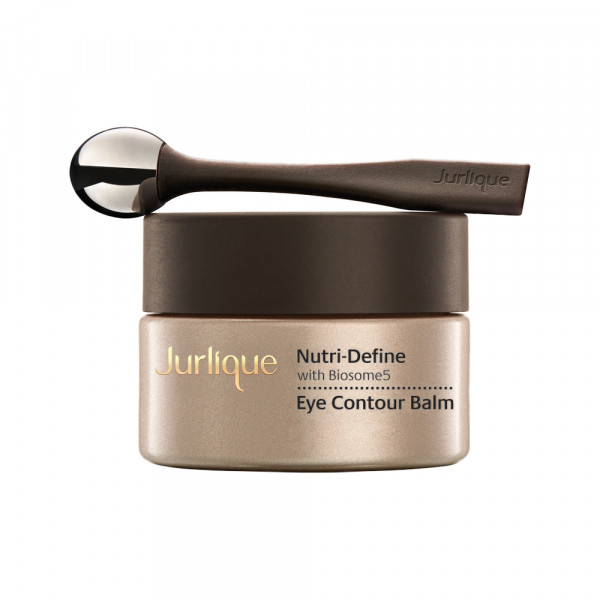 Jurlique
Jurlique
Nutri-Define
with Biosome5
Eye Contour Balm